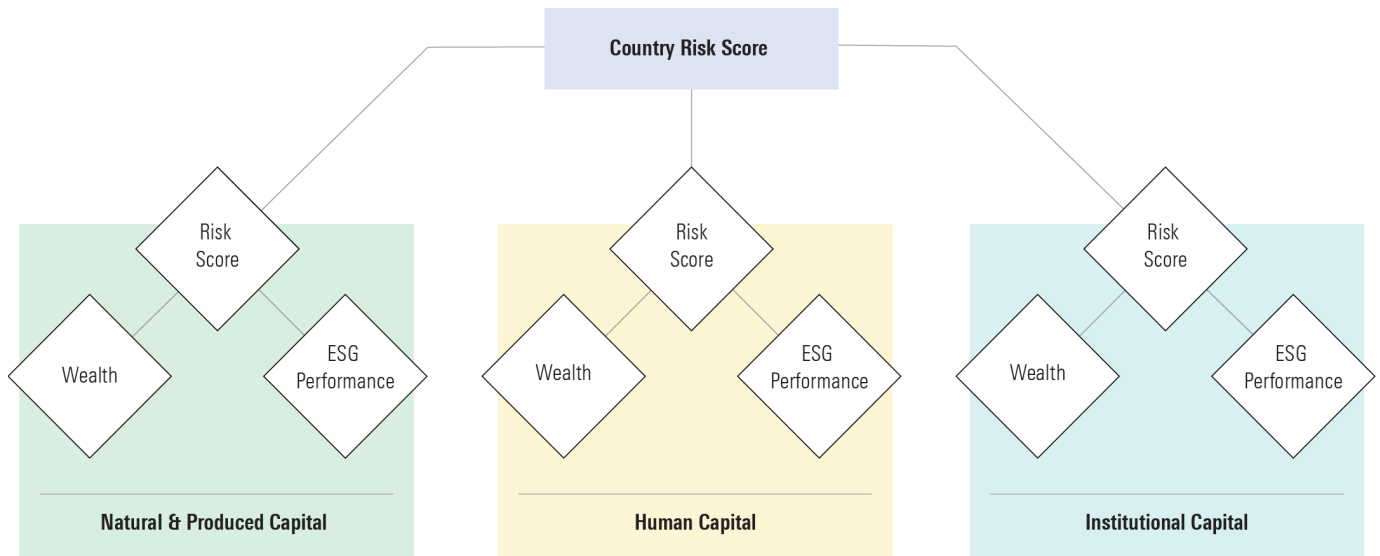 Country Risk Score
Risk
Score
Wealth
ESG
Performance
Natural & Produced Capital
Risk
Score
Wealth
ESG
Performance
Human Capital
Risk
Score
Wealth
ESG
Performance
Institutional Capital